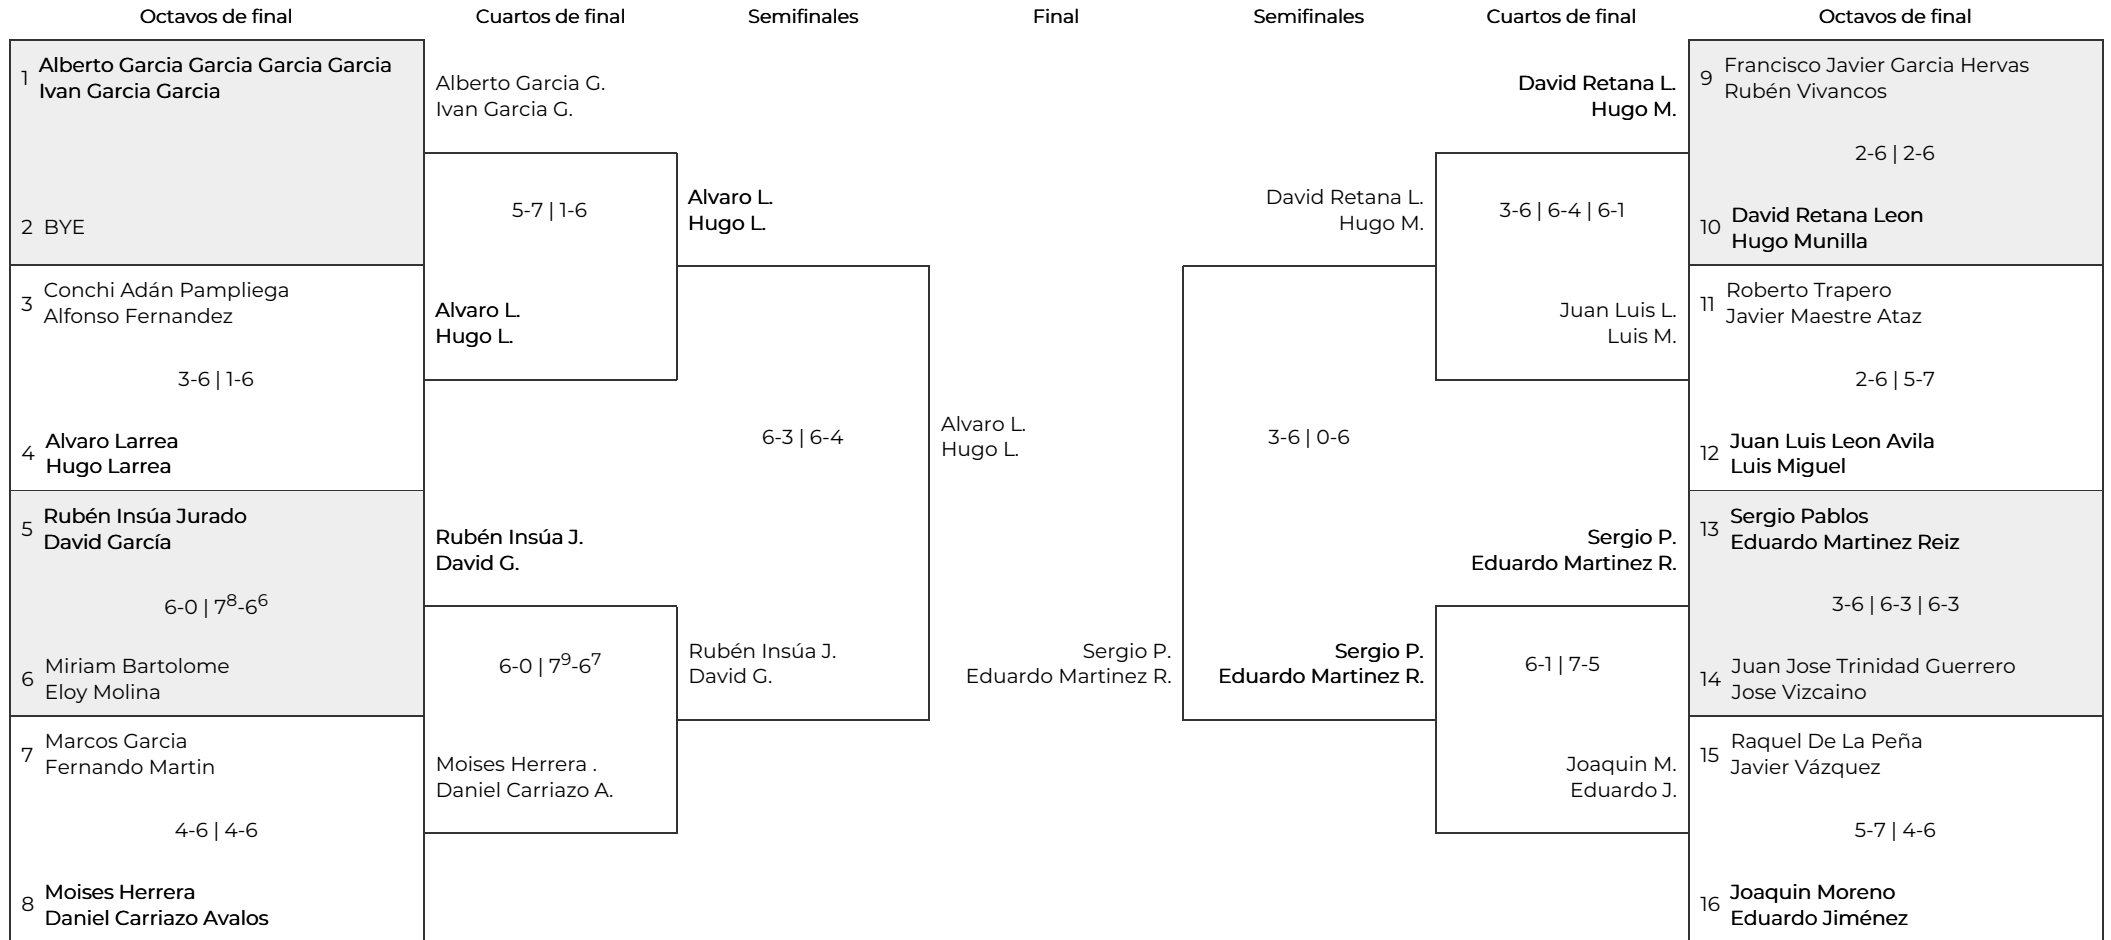 Octavos de final
Cuartos de final
Semifinales
Final
Semifinales
Cuartos de final
Octavos de final
1
Alberto Garcia Garcia Garcia Garcia
Ivan Garcia Garcia
2 BYE
3
Conchi Adán Pampliega
Alfonso Fernandez
3-6 | 1-6
4
Alvaro Larrea
Hugo Larrea
5
Rubén Insúa Jurado
David García
6-0 | 7⁸-6⁶
6
Miriam Bartolome
Eloy Molina
7
Marcos Garcia
Fernando Martin
4-6 | 4-6
8
Moises Herrera
Daniel Carriazo Avalos
Alberto Garcia G.
Ivan Garcia G.
5-7 | 1-6
Alvaro L.
Hugo L.
Rubén Insúa J.
David G.
6-0 | 7⁹-6⁷
Moises Herrera .
Daniel Carriazo A.
Alvaro L.
Hugo L.
6-3 | 6-4
Rubén Insúa J.
David G.
Alvaro L.
Hugo L.
Sergio P.
Eduardo Martinez R.
David Retana L.
Hugo M.
3-6 | 0-6
Sergio P.
Eduardo Martinez R.
David Retana L.
Hugo M.
3-6 | 6-4 | 6-1
Juan Luis L.
Luis M.
Sergio P.
Eduardo Martinez R.
6-1 | 7-5
Joaquin M.
Eduardo J.
9
Francisco Javier Garcia Hervas
Rubén Vivancos
2-6 | 2-6
10
David Retana Leon
Hugo Munilla
11
Roberto Trapero
Javier Maestre Ataz
2-6 | 5-7
12
Juan Luis Leon Avila
Luis Miguel
13
Sergio Pablos
Eduardo Martinez Reiz
3-6 | 6-3 | 6-3
14
Juan Jose Trinidad Guerrero
Jose Vizcaino
15
Raquel De La Peña
Javier Vázquez
5-7 | 4-6
16
Joaquin Moreno
Eduardo Jiménez